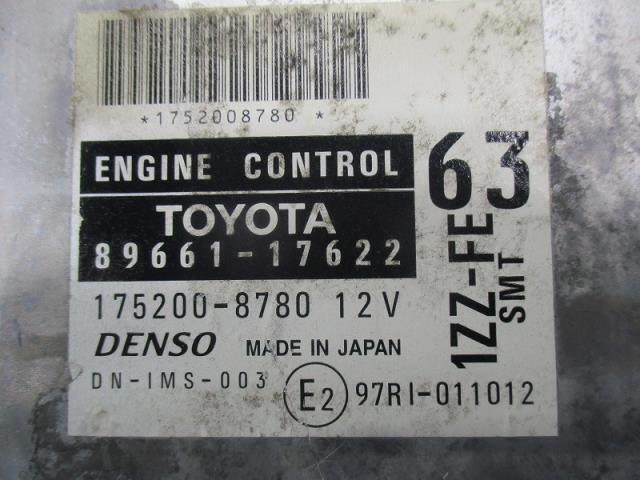 *1752008780 *
ENGINE CONTROL
TOYOTA
89661-17622
175200-8780 12V
DENSO MADE IN JAPAN
DN-IMS-003 E2 97RI-011012
63
1ZZ-FE
SMT